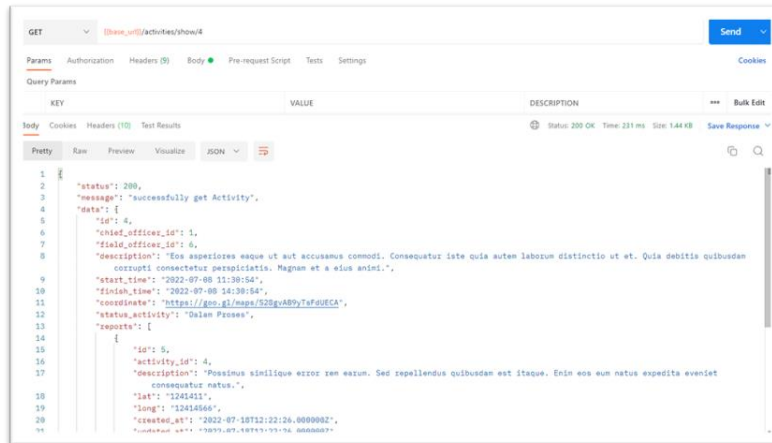 GET {{base_url}}/activities/show/4 Send
Params Authorization Headers (9) Body Pre-request Script Tests Settings Cookies
Query Params
KEY VALUE DESCRIPTION Bulk Edit
Body Cookies Headers (10) Test Results Status: 200 OK Time: 231 ms Size: 1.44 KB Save Response
Pretty Raw Preview Visualize JSON
1 {
2 "status": 200,
3 "message": "successfully get Activity",
4 "data": {
5 "id": 4,
6 "chief_officer_id": 1,
7 "field_officer_id": 6,
8 "description": "Eos asperiores eaque ut aut accusamus commodi. Consequatur iste quia autem laborum distinctio ut et. Quia debitis quibusdam
corrupti consectetur perspiciatis. Magnam et a eius animi.",
9 "start_time": "2022-07-08 11:30:54",
10 "finish_time": "2022-07-08 14:30:54",
11 "coordinate":
12 "status_activity": "Dalam Proses",
13 "reports": [
14 {
15 "id": 5,
16 "activity_id": 4,
17 "description": "Possimus similique error rem earum. Sed repellendus quibusdam est itaque. Enim eos eum natus expedita eveniet
consequatur natus.",
18 "lat": "1241411",
19 "long": "12414566",
20 "created_at": "2022-07-18T12:22:26.000000Z",
21 "updated_at": "2022-07-18T12:22:26.000000Z",